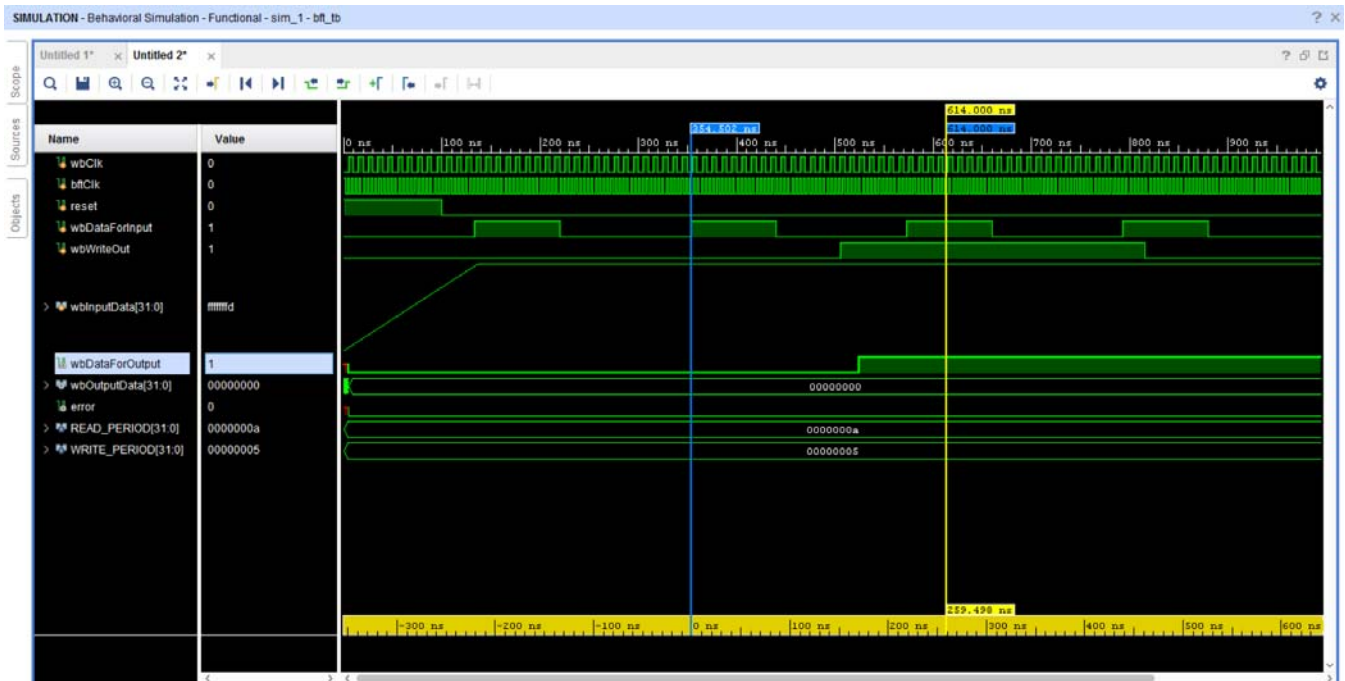 SIMULATION - Behavioral Simulation - Functional - sim_1 - bft_tb
Scope
Sources
Objects
Untitled 1* Untitled 2*
614.000 ns
354.502 ns 614.000 ns
Name Value
0 ns 100 ns 200 ns 300 ns 400 ns 500 ns 600 ns 700 ns 800 ns 900 ns
wbClk 0
bftClk 0
reset 0
wbDataForInput 1
wbWriteOut 1
wbInputData[31:0] fffffffd
wbDataForOutput 1
wbOutputData[31:0] 00000000 00000000
error 0
READ_PERIOD[31:0] 0000000a 0000000a
WRITE_PERIOD[31:0] 00000005 00000005
259.498 ns
-300 ns -200 ns -100 ns 0 ns 100 ns 200 ns 300 ns 400 ns 500 ns 600 ns